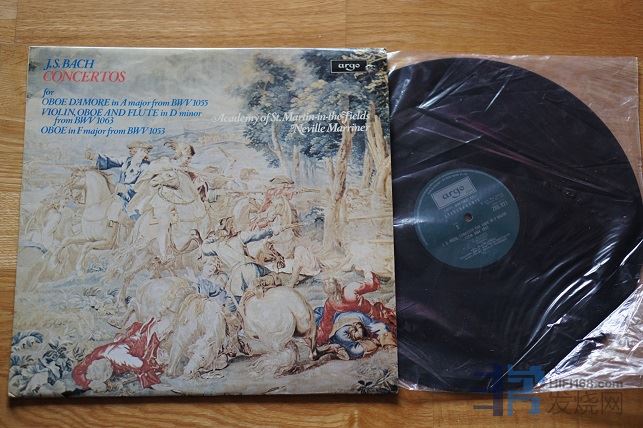 J.S. BACH
CONCERTOS
for
OBOE D'AMORE in A major from BWV 1055
VIOLIN, OBOE AND FLUTE in D minor
from BWV 1063
OBOE in F major from BWV 1053
argo
Academy of St. Martin-in-the-Fields
Neville Marriner
argo
HIFI168.com
发烧网